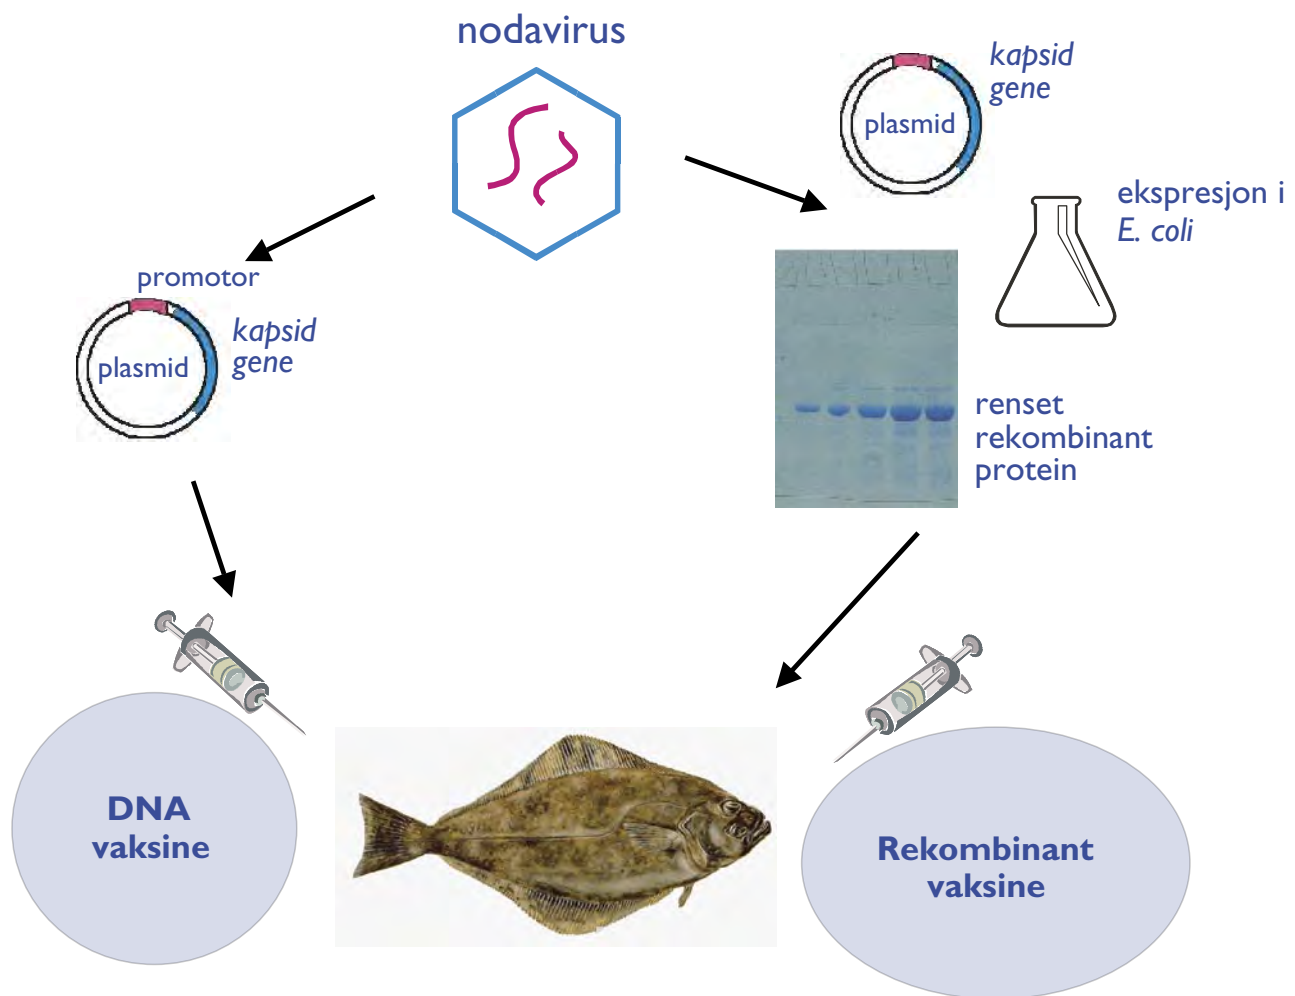 nodavirus
kapsid
gene
plasmid
ekspresjon i
E. coli
promotor
kapsid
gene
plasmid
renset
rekombinant
protein
DNA
vaksine
Rekombinant
vaksine